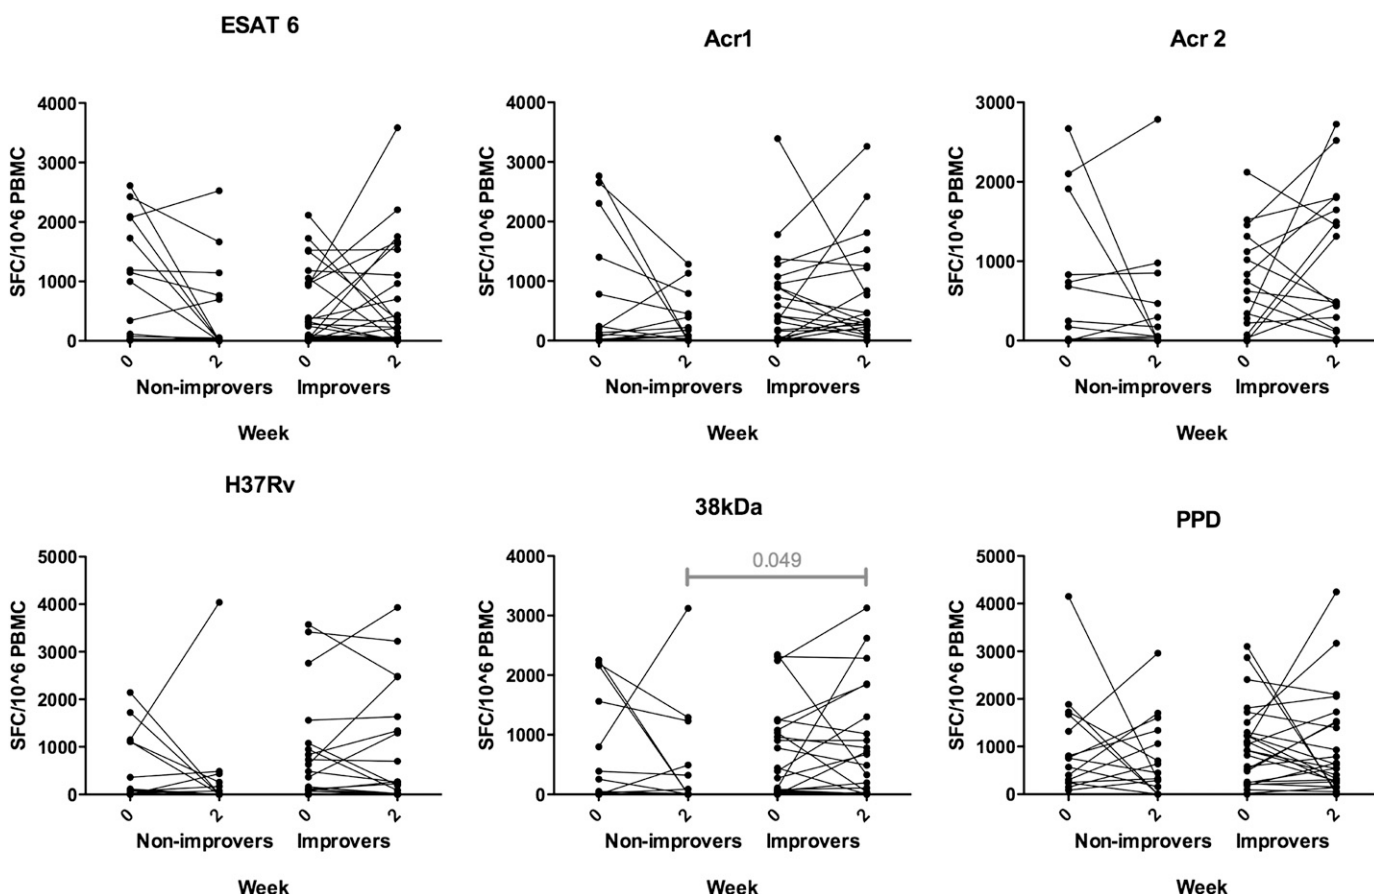 ESAT 6
Acr1
Acr 2
SFC/10^6 PBMC
4000
3000
2000
1000
0
0
2
0
2
Non-improvers
Improvers
Week
SFC/10^6 PBMC
4000
3000
2000
1000
0
0
2
0
2
Non-improvers
Improvers
Week
SFC/10^6 PBMC
3000
2000
1000
0
0
2
0
2
Non-improvers
Improvers
Week
H37Rv
38kDa
PPD
SFC/10^6 PBMC
5000
4000
3000
2000
1000
0
0
2
0
2
Non-improvers
Improvers
Week
SFC/10^6 PBMC
4000
3000
2000
1000
0
0.049
0
2
0
2
Non-improvers
Improvers
Week
SFC/10^6 PBMC
5000
4000
3000
2000
1000
0
0
2
0
2
Non-improvers
Improvers
Week